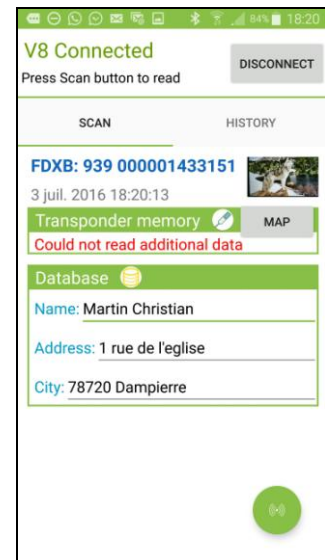 84% 18:20
V8 Connected
Press Scan button to read
DISCONNECT
SCAN HISTORY
FDXB: 939 000001433151
3 juil. 2016 18:20:13
Transponder memory
MAP
Could not read additional data
Database
Name: Martin Christian
Address: 1 rue de l'eglise
City: 78720 Dampierre